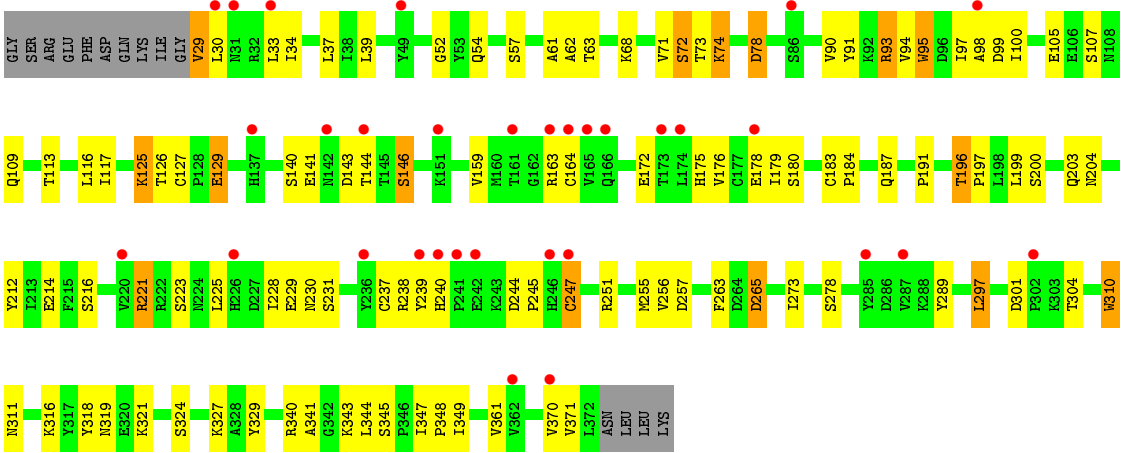 GLY SER ARG GLU PHE ASP GLN LYS ILE GLY V29 L30 N31 R32 L33 I34 L37 I38 L39 Y49 G52 Y53 Q54 S57 A61 A62 T63 K68 V71 S72 T73 K74 D78 S86 V90 Y91 K92 R93 V94 W95 D96 I97 A98 D99 I100 E105 E106 S107 N108
Q109 T113 L116 I117 K125 T126 C127 P128 E129 H137 S140 E141 N142 D143 T144 T145 S146 K151 V159 M160 T161 G162 R163 C164 V165 Q166 E172 T173 L174 H175 V176 C177 E178 I179 S180 C183 P184 Q187 P191 T196 P197 L198 L199 S200 Q203 N204
Y212 I213 E214 F215 S216 V220 R221 R222 S223 N224 L225 H226 D227 I228 E229 N230 S231 Y236 C237 R238 Y239 H240 P241 E242 K243 D244 P245 H246 C247 R251 M255 V256 D257 F263 D264 D265 I273 S278 Y285 D286 V287 K288 Y289 L297 D301 P302 K303 T304 W310
N311 K316 Y317 Y318 N319 E320 K321 S324 K327 A328 Y329 R340 A341 G342 K343 L344 S345 P346 I347 P348 I349 V361 V362 V370 V371 L372 ASN LEU LEU LYS